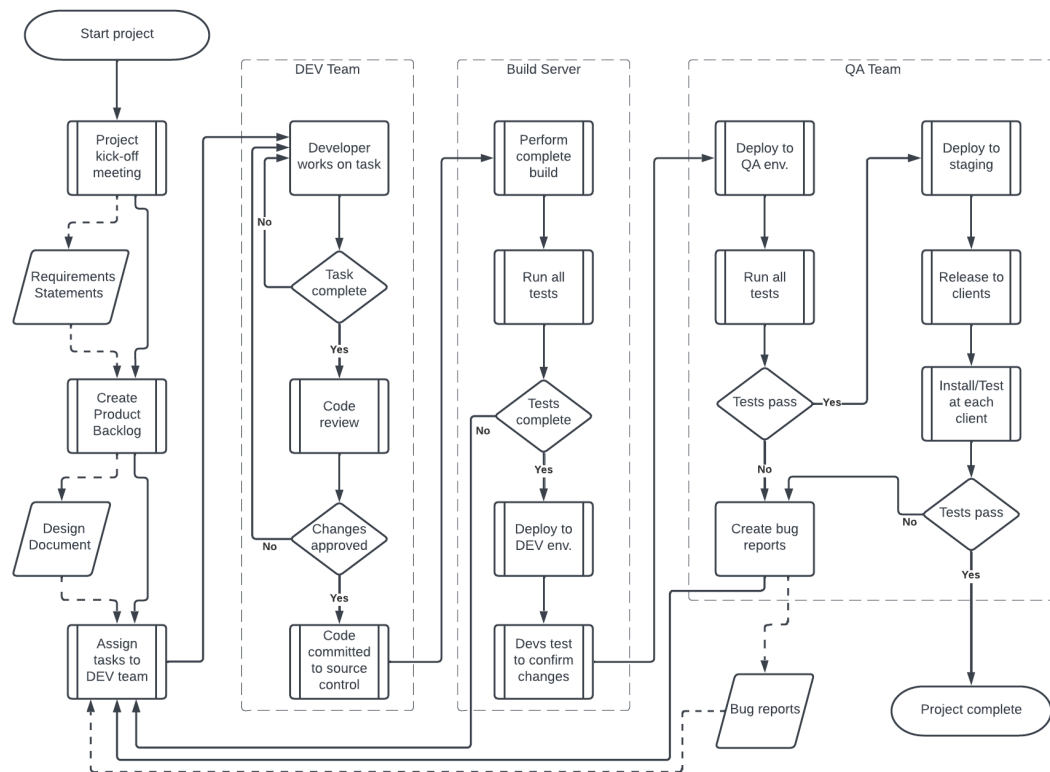 Start project
DEV Team
Build Server
QA Team
Project
kick-off
meeting
Requirements
Statements
Create
Product
Backlog
Design
Document
Assign
tasks to
DEV team
Developer
works on task
No
Task
complete
Yes
Code
review
Changes
approved
No
Yes
Code
committed
to source
control
Perform
complete
build
Run all
tests
Tests
complete
No
Yes
Deploy to
DEV env.
Devs test
to confirm
changes
Deploy to
QA env.
Run all
tests
Tests pass
Yes
No
Create bug
reports
Bug reports
Deploy to
staging
Release to
clients
Install/Test
at each
client
Tests pass
No
Yes
Project complete